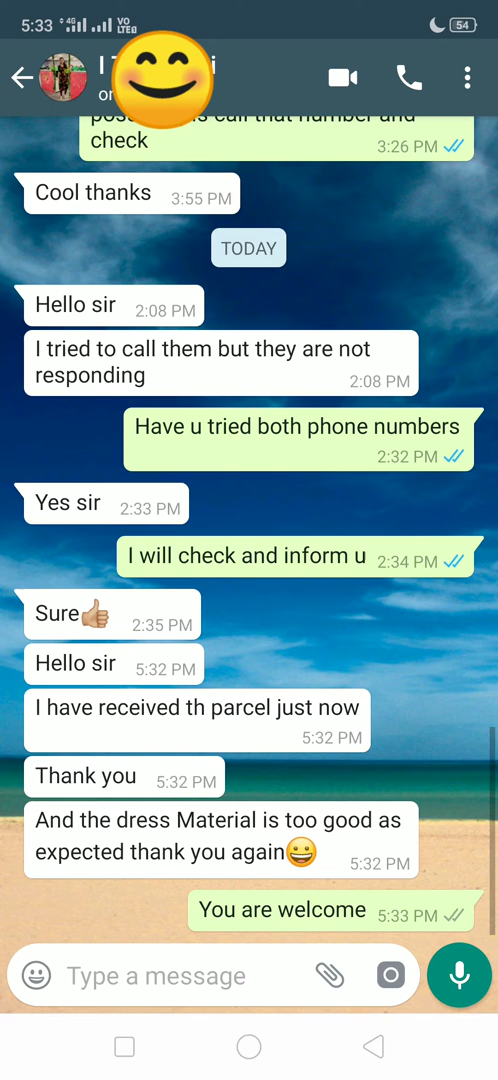 5:33 4G VO LTE 54
check
3:26 PM
Cool thanks 3:55 PM
TODAY
Hello sir 2:08 PM
I tried to call them but they are not
responding 2:08 PM
Have u tried both phone numbers
2:32 PM
Yes sir 2:33 PM
I will check and inform u 2:34 PM
Sure👍🏼 2:35 PM
Hello sir 5:32 PM
I have received th parcel just now
5:32 PM
Thank you 5:32 PM
And the dress Material is too good as
expected thank you again😀 5:32 PM
You are welcome 5:33 PM
Type a message